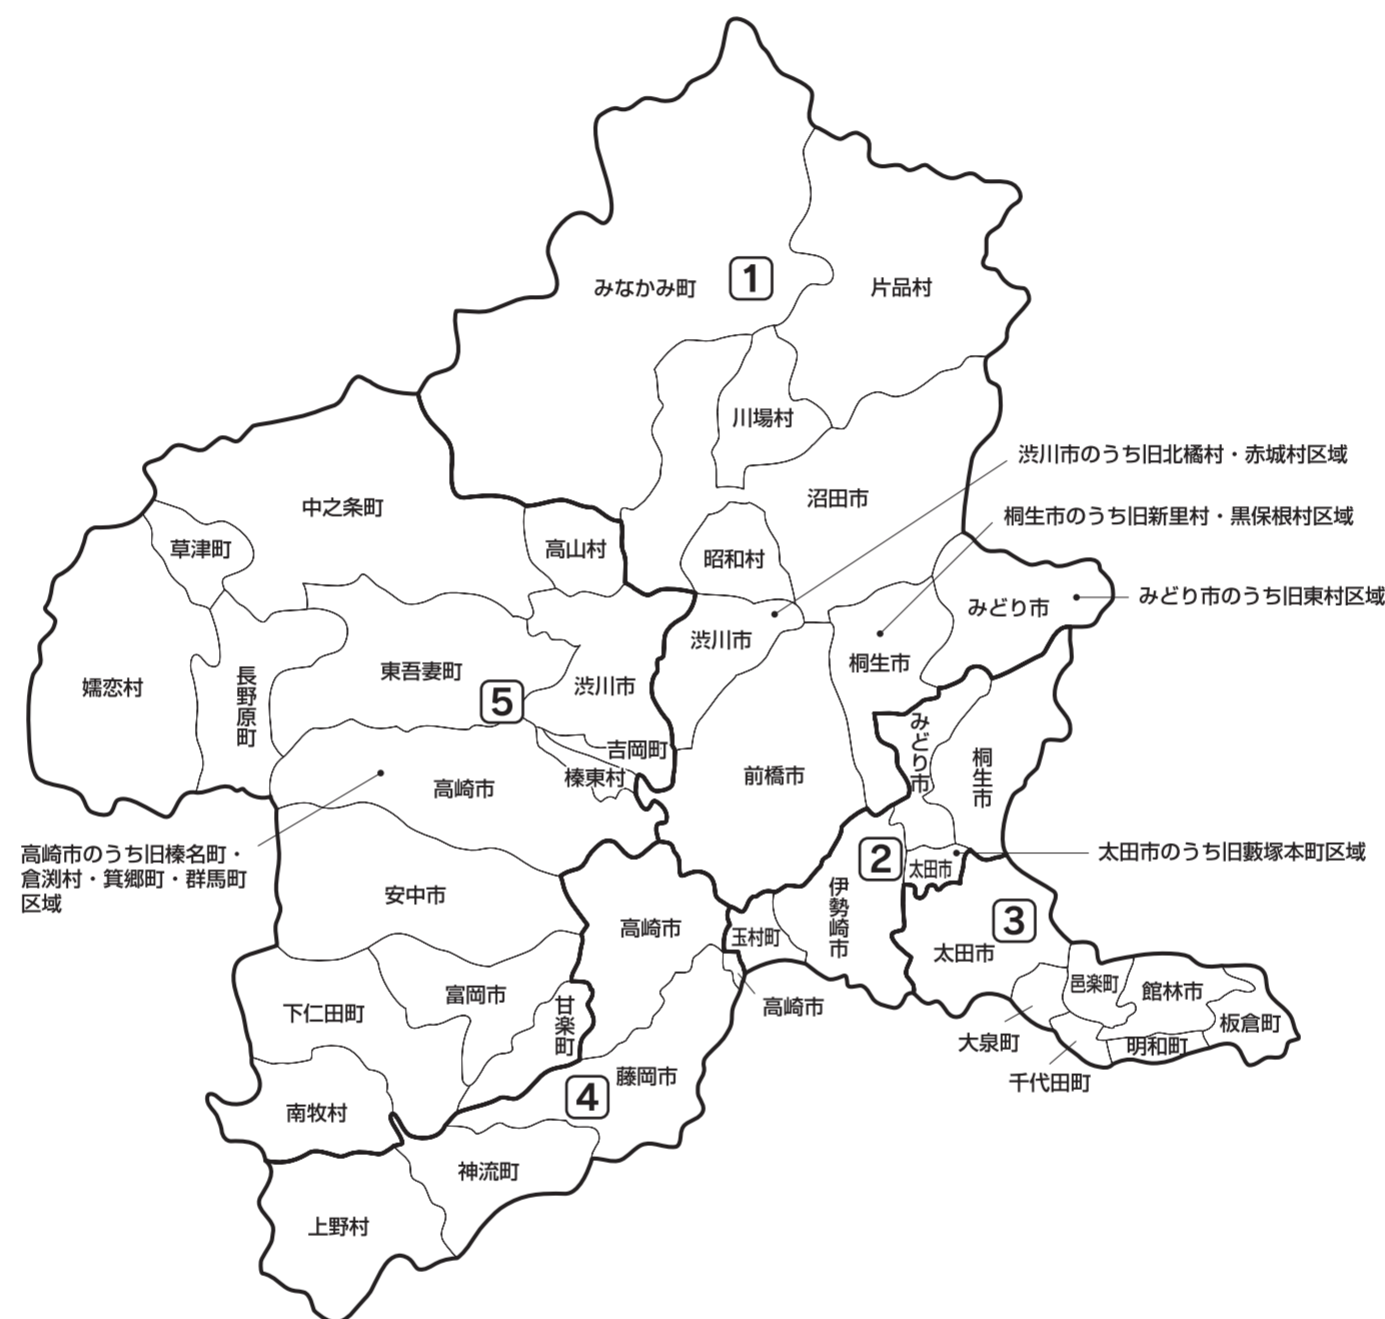 1
みなかみ町
片品村
川場村
渋川市のうち旧北橘村・赤城村区域
中之条町
沼田市
桐生市のうち旧新里村・黒保根村区域
草津町
高山村
昭和村
みどり市
みどり市のうち旧東村区域
渋川市
桐生市
嬬恋村
長野原町
東吾妻町
5
渋川市
吉岡町
榛東村
高崎市
前橋市
みどり市
桐生市
高崎市のうち旧榛名町・
倉渕村・箕郷町・群馬町
区域
2
太田市
太田市のうち旧藪塚本町区域
安中市
高崎市
玉村町
伊勢崎市
3
太田市
富岡市
甘楽町
高崎市
下仁田町
邑楽町
館林市
板倉町
大泉町
明和町
千代田町
藤岡市
4
南牧村
神流町
上野村